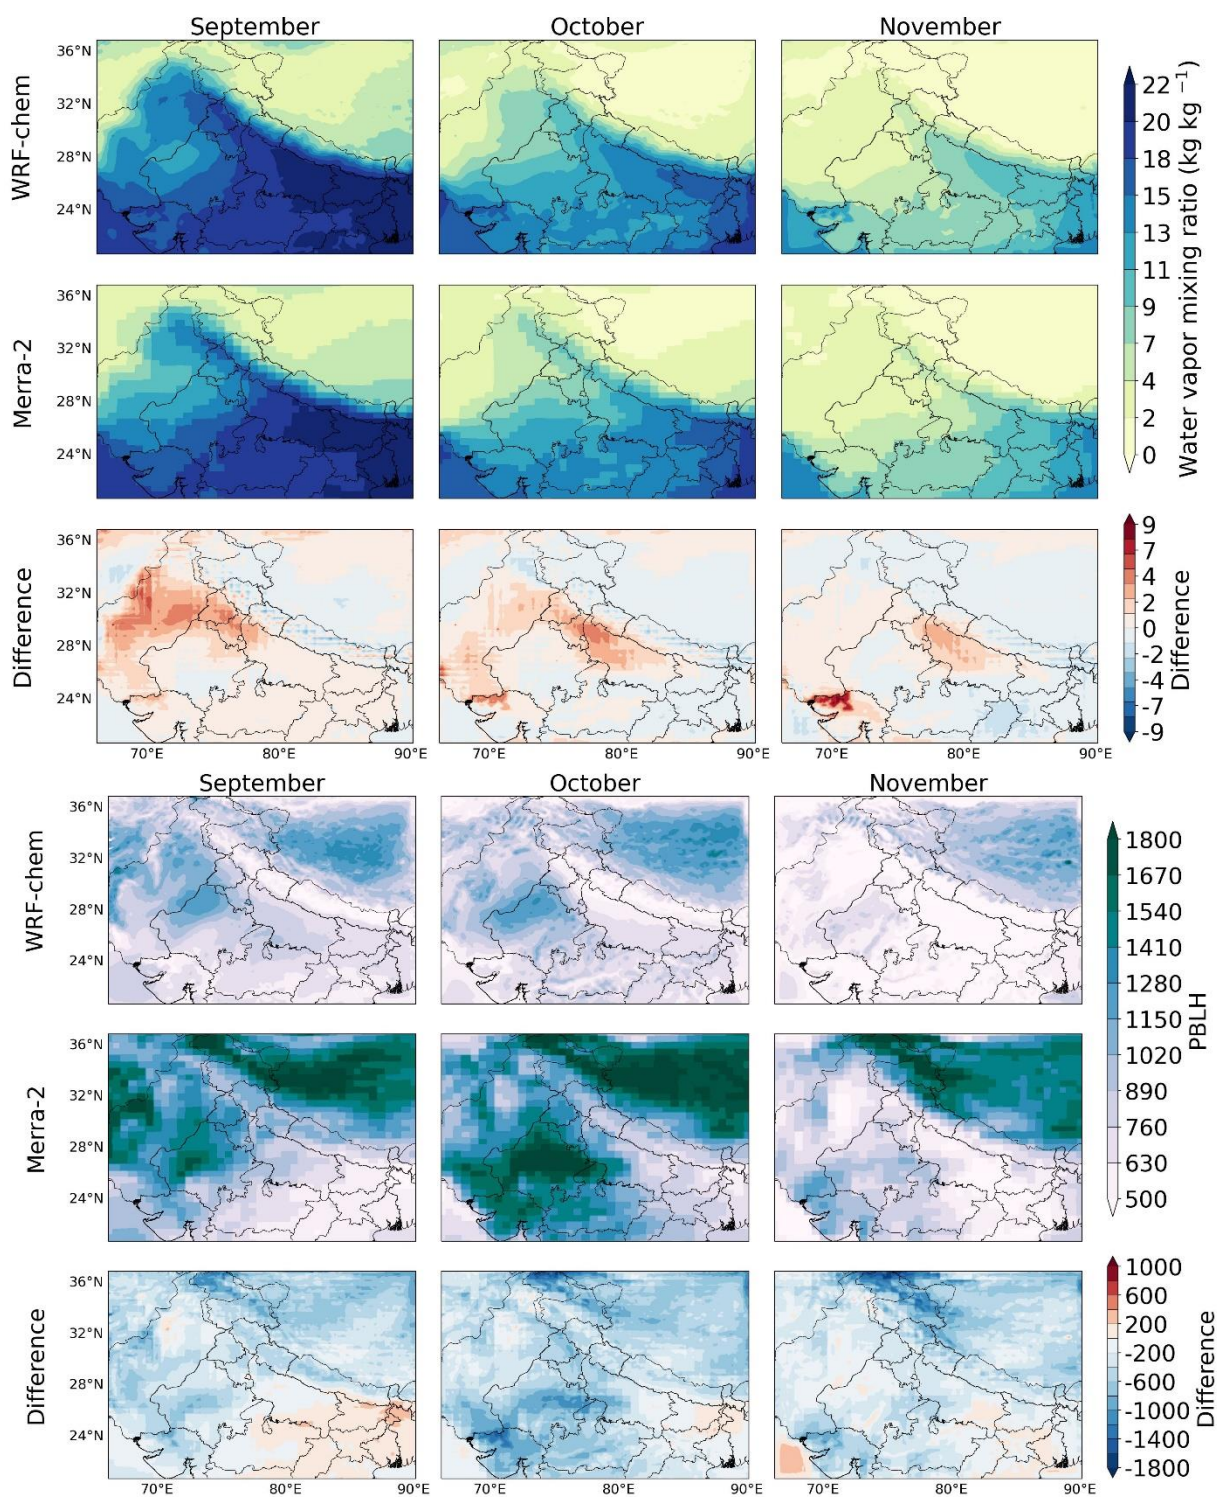 September October November
WRF-chem
36°N
32°N
28°N
24°N
22
20
18
15
13
11
9
7
4
2
0
Water vapor mixing ratio (kg kg ⁻¹)
Merra-2
36°N
32°N
28°N
24°N
Difference
36°N
32°N
28°N
24°N
70°E 80°E 90°E 70°E 80°E 90°E 70°E 80°E 90°E
9
7
4
2
0
-2
-4
-7
-9
Difference
September October November
WRF-chem
36°N
32°N
28°N
24°N
1800
1670
1540
1410
1280
1150
1020
890
760
630
500
PBLH
Merra-2
36°N
32°N
28°N
24°N
Difference
36°N
32°N
28°N
24°N
70°E 80°E 90°E 70°E 80°E 90°E 70°E 80°E 90°E
1000
600
200
-200
-600
-1000
-1400
-1800
Difference